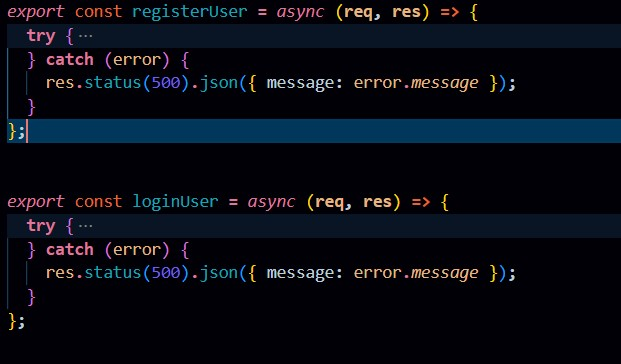 export const registerUser = async (req, res) => {
try {···
} catch (error) {
res.status(500).json({ message: error.message });
}
};
export const loginUser = async (req, res) => {
try {···
} catch (error) {
res.status(500).json({ message: error.message });
}
};